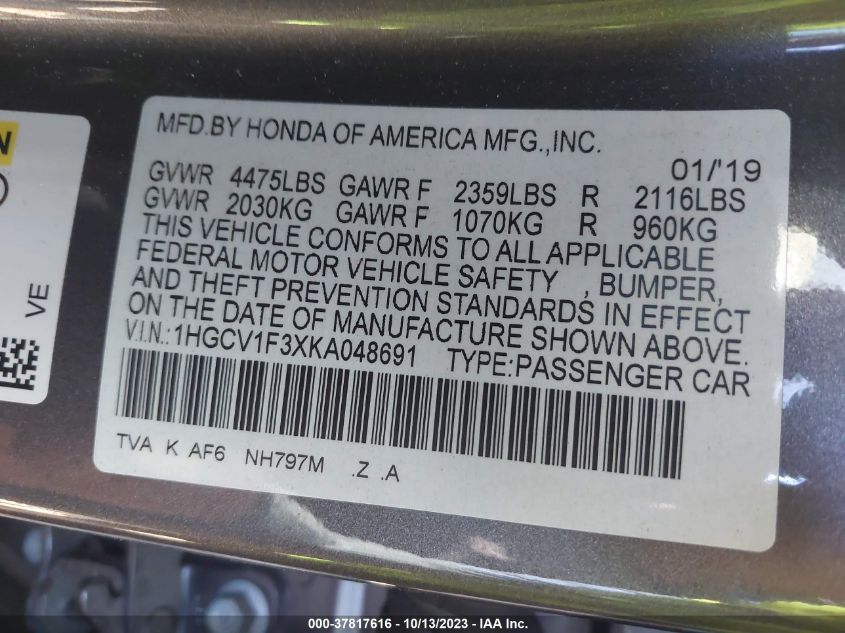 MFD.BY HONDA OF AMERICA MFG.,INC.
01/'19
GVWR 4475LBS GAWR F 2359LBS R 2116LBS
GVWR 2030KG GAWR F 1070KG R 960KG
THIS VEHICLE CONFORMS TO ALL APPLICABLE
FEDERAL MOTOR VEHICLE SAFETY , BUMPER,
AND THEFT PREVENTION STANDARDS IN EFFECT
ON THE DATE OF MANUFACTURE SHOWN ABOVE.
V.I.N.:1HGCV1F3XKA048691 TYPE:PASSENGER CAR
TVA K AF6 NH797M .Z .A
VE
000-37817616 - 10/13/2023 - IAA Inc.